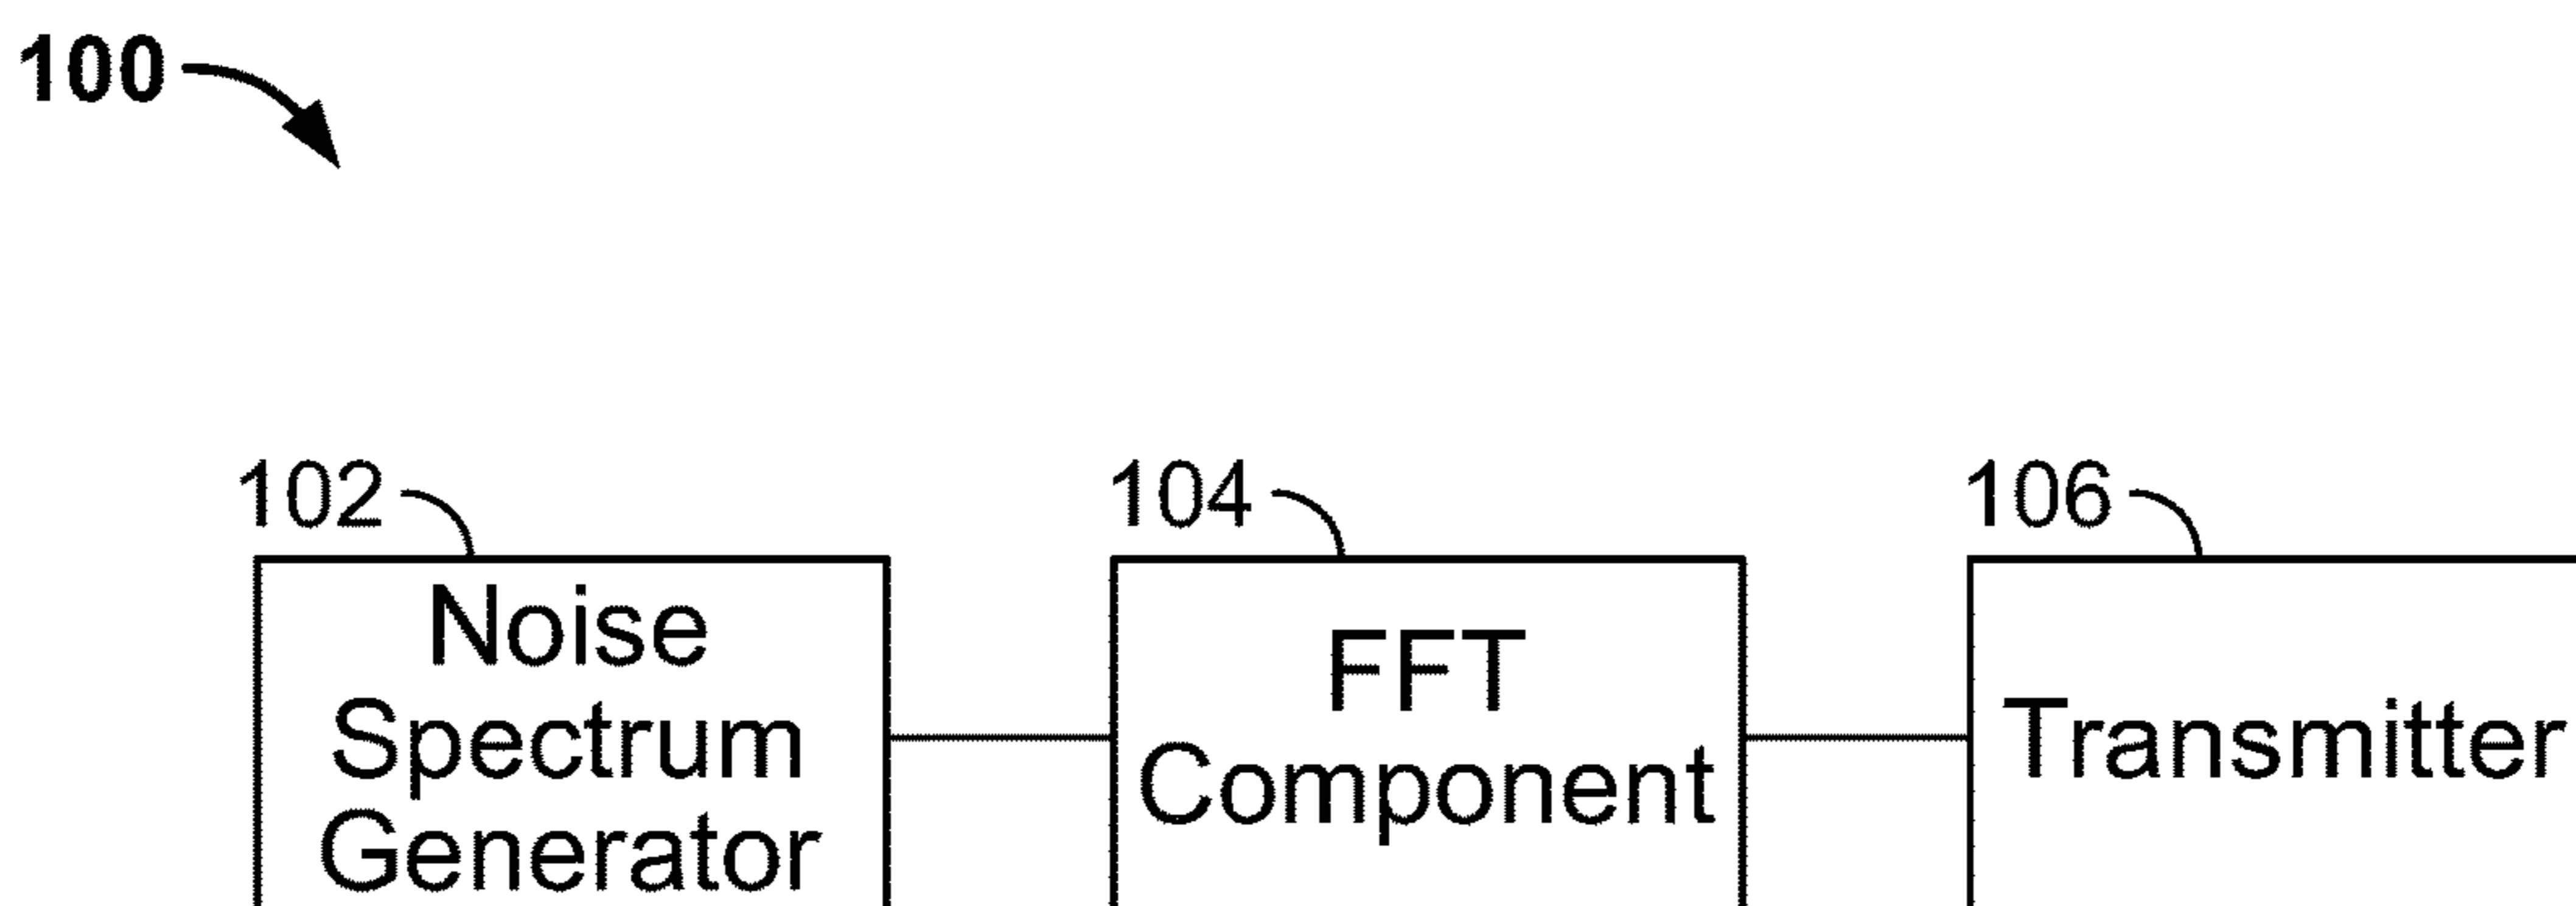 100
102
104
106
Noise
Spectrum
Generator
FFT
Component
Transmitter